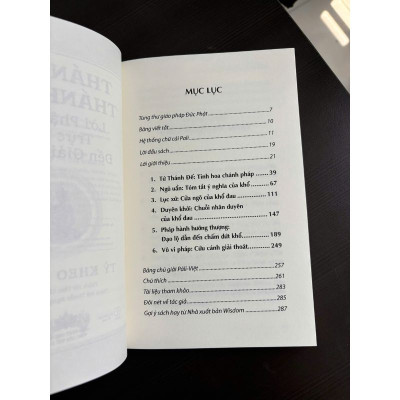 MỤC LỤC
Tùng thư giáo pháp Đức Phật 7
Bảng viết tắt 10
Hệ thống chữ cái Pāli 11
Lời đầu sách 19
Lời giới thiệu 21
1. Tứ Thánh Đế: Tinh hoa chánh pháp 39
2. Ngũ uẩn: Tóm tắt ý nghĩa của khổ 67
3. Lục xứ: Cửa ngõ của khổ đau 111
4. Duyên khởi: Chuỗi nhân duyên
của khổ đau 147
5. Pháp hành hướng thượng:
Đạo lộ dẫn đến chấm dứt khổ 189
6. Vô vi pháp: Cứu cánh giải thoát 249
Bảng chú giải Pāli-Việt 257
Chú thích 261
Tài liệu tham khảo 283
Đôi nét về tác giả 285
Gợi ý sách hay từ Nhà xuất bản Wisdom 287